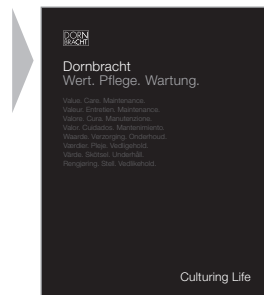 DORN
BRACHT
Dornbracht
Wert. Pflege. Wartung.
Value. Care. Maintenance.
Valeur. Entretien. Maintenance.
Valore. Cura. Manutenzione.
Valor. Cuidados. Mantenimiento.
Waarde. Verzorging. Onderhoud.
Værdier. Pleje. Vedligehold.
Värde. Skötsel. Underhåll.
Rengjøring. Stell. Vedlikehold.
Culturing Life